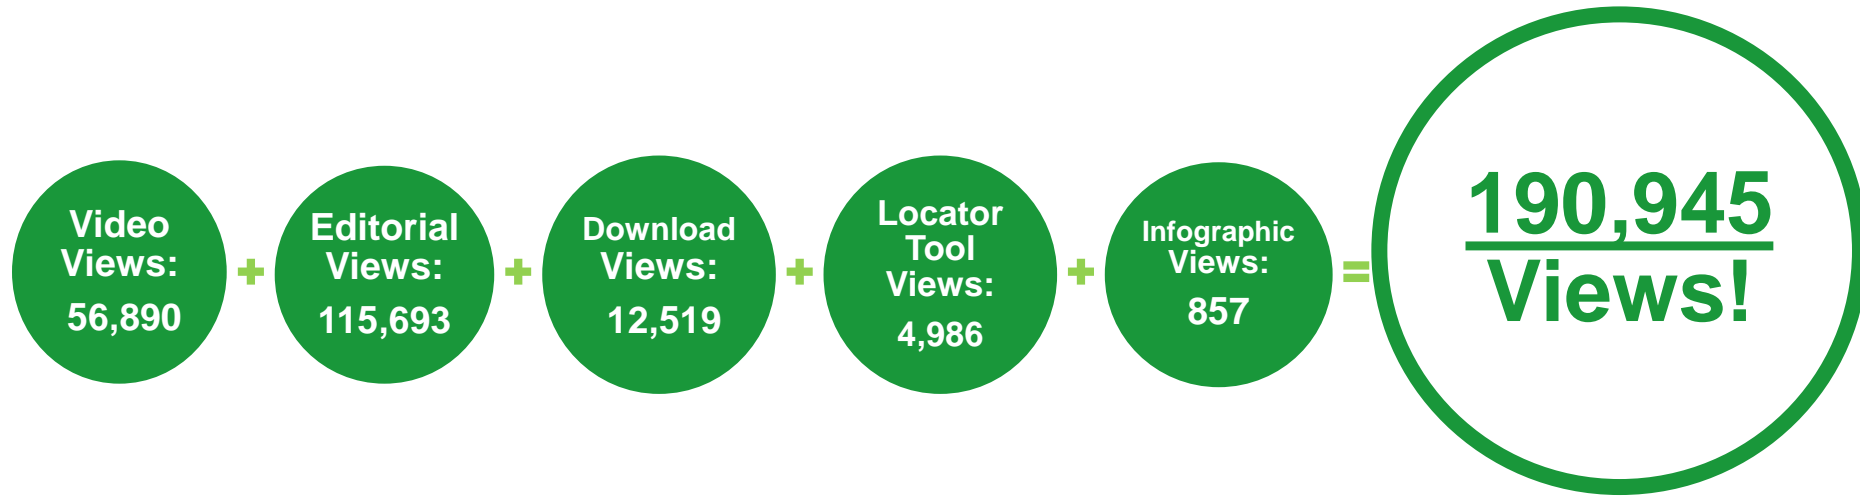 Video
Views:
56,890
+
Editorial
Views:
115,693
+
Download
Views:
12,519
+
Locator
Tool
Views:
4,986
+
Infographic
Views:
857
=
190,945
Views!